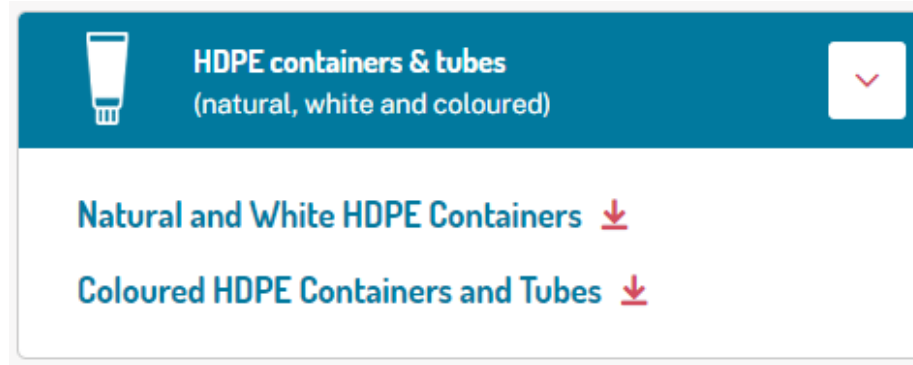 HDPE containers & tubes
(natural, white and coloured)
Natural and White HDPE Containers
Coloured HDPE Containers and Tubes